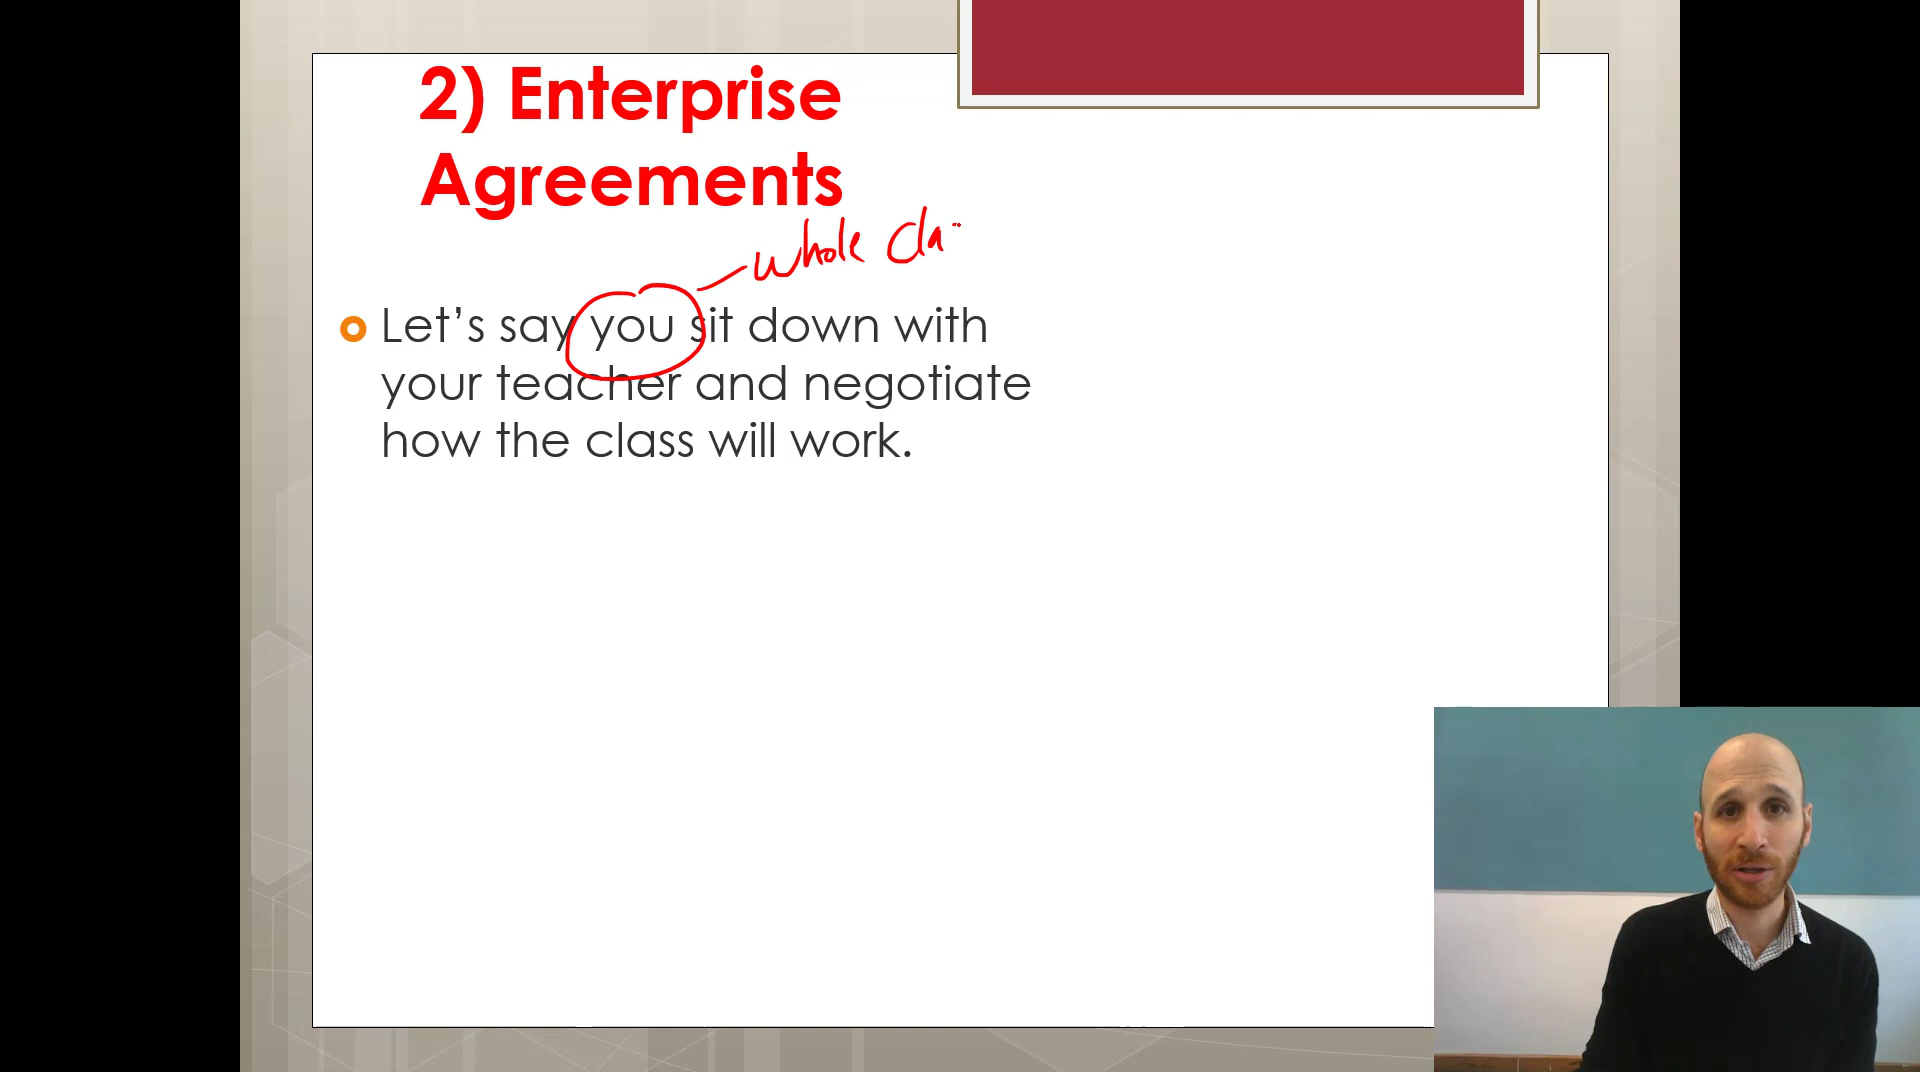 2) Enterprise
Agreements
whole Cla
Let's say you sit down with
your teacher and negotiate
how the class will work.